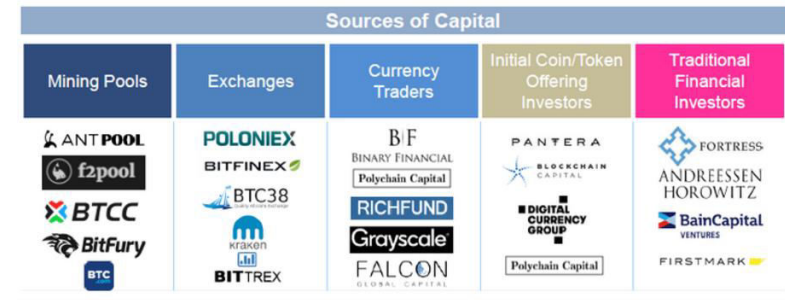 Sources of Capital
Mining Pools
Exchanges
Currency
Traders
Initial Coin/Token
Offering
Investors
Traditional
Financial
Investors
ANTPOOL
f2pool
BTCC
BitFury
BTC
.com
POLONIEX
BITFINEX
BTC38
kraken
BITTREX
B|F
BINARY FINANCIAL
Polychain Capital
RICHFUND
Grayscale
FALCON
GLOBAL CAPITAL
PANTERA
BLOCKCHAIN
CAPITAL
DIGITAL
CURRENCY
GROUP
Polychain Capital
FORTRESS
ANDREESSEN
HOROWITZ
BainCapital
VENTURES
FIRSTMARK